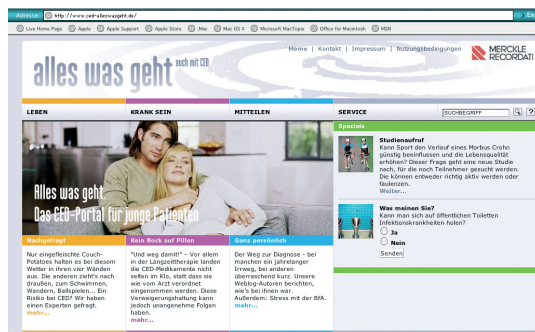 Adresse: http://www.ced-alleswasgeht.de/
Live Home Page Apple Apple Support Apple Store .Mac Mac OS X Microsoft MacTopia Office for Macintosh MSN
Home | Kontakt | Impressum | Nutzungsbedingungen
MERCKLE
RECORDATI
alles was geht auch mit CED
LEBEN
KRANK SEIN
MITTEILEN
SERVICE
SUCHBEGRIFF
?
Alles was geht.
Das CED-Portal für junge Patienten
Nachgefragt
Nur eingefleischte Couch-
Potatoes halten es bei diesem
Wetter in ihren vier Wänden
aus. Die anderen zieht's nach
draußen, zum Schwimmen,
Wandern, Ballspielen... Ein
Risiko bei CED? Wir haben
einen Experten gefragt.
mehr...
Kein Bock auf Pillen
"Und weg damit!" – Vor allem
in der Langzeittherapie landen
die CED-Medikamente nicht
selten im Klo, statt dass sie
wie vom Arzt verordnet
eingenommen werden. Diese
Verweigerungshaltung kann
jedoch unangenehme Folgen
haben.
mehr...
Ganz persönlich
Der Weg zur Diagnose - bei
manchen ein jahrelanger
Irrweg, bei anderen
überraschend kurz. Unsere
Weblog-Autoren berichten,
wie's bei ihnen war.
Außerdem: Stress mit der BfA.
mehr...
Specials
Studienaufruf
Kann Sport den Verlauf eines Morbus Crohn
günstig beeinflussen und die Lebensqualität
erhöhen? Dieser Frage geht eine neue Studie
nach, für die noch Teilnehmer gesucht werden.
Die können entweder richtig aktiv werden oder
faulenzen.
Weiter...
Was meinen Sie?
Kann man sich auf öffentlichen Toiletten
Infektionskrankheiten holen?
Ja
Nein
Senden